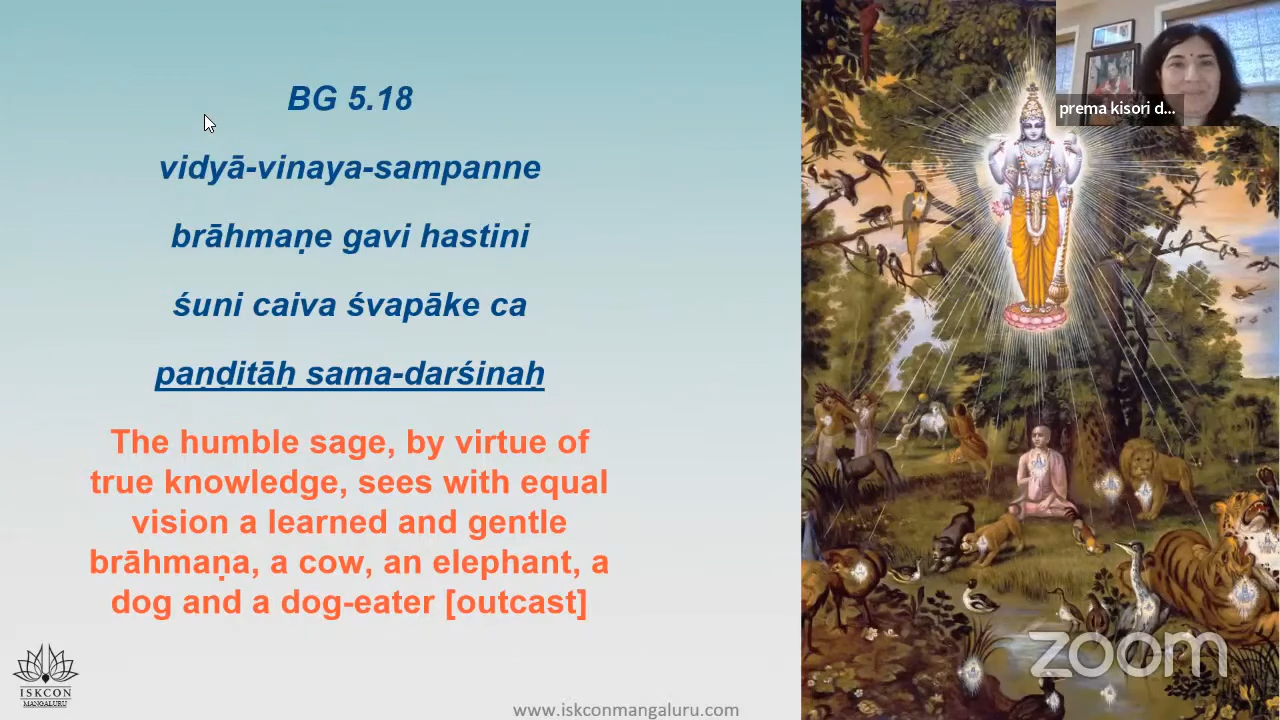 BG 5.18
vidyā-vinaya-sampanne
brāhmaṇe gavi hastini
śuni caiva śvapāke ca
paṇḍitāḥ sama-darśinaḥ
The humble sage, by virtue of
true knowledge, sees with equal
vision a learned and gentle
brāhmaṇa, a cow, an elephant, a
dog and a dog-eater [outcast]
prema kisori d...
zoom
ISKCON
MANGALURU
www.iskconmangaluru.com